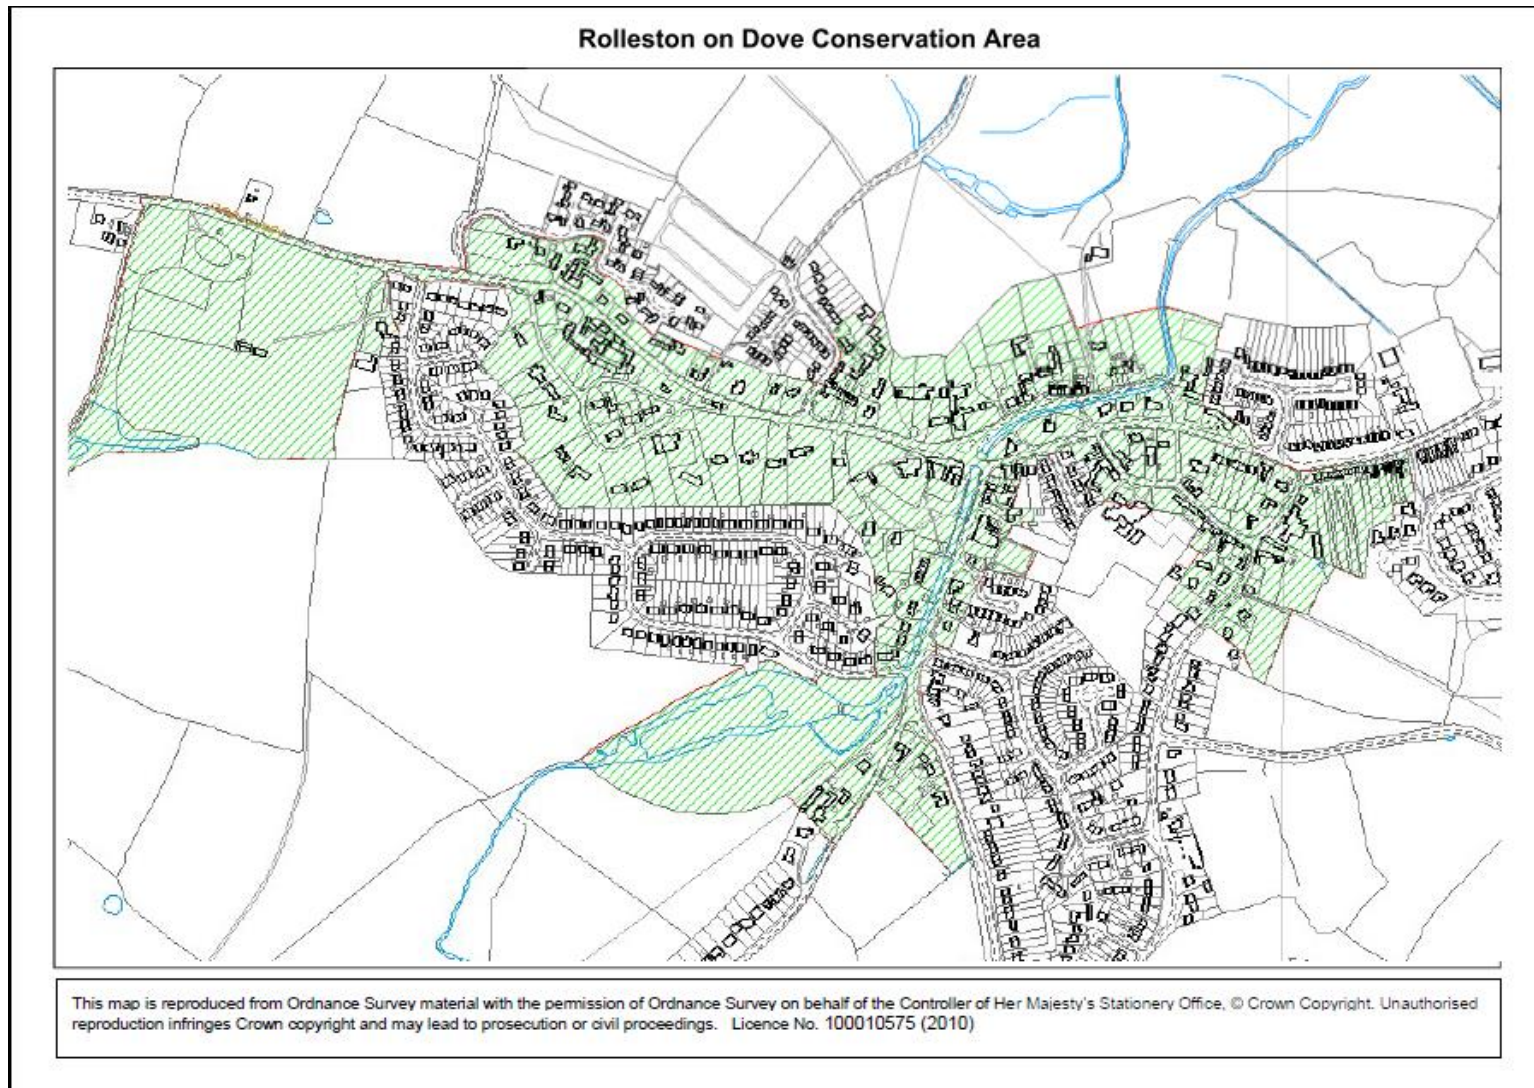 Rolleston on Dove Conservation Area
This map is reproduced from Ordnance Survey material with the permission of Ordnance Survey on behalf of the Controller of Her Majesty's Stationery Office, © Crown Copyright. Unauthorised
reproduction infringes Crown copyright and may lead to prosecution or civil proceedings. Licence No. 100010575 (2010)